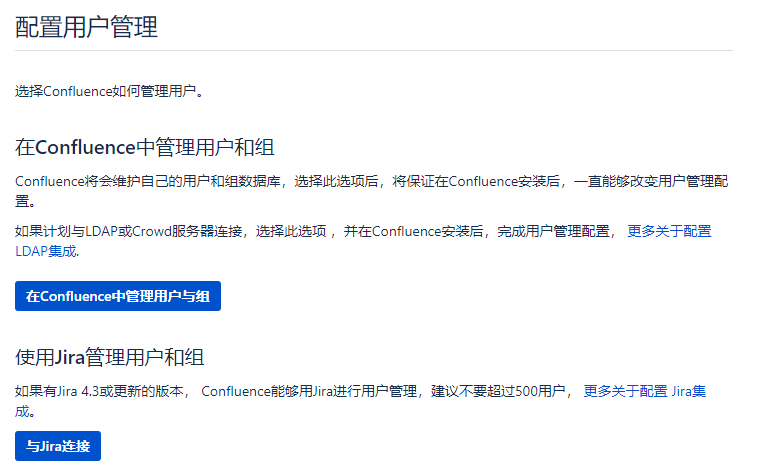 配置用户管理
选择Confluence如何管理用户。
在Confluence中管理用户和组
Confluence将会维护自己的用户和组数据库，选择此选项后，将保证在Confluence安装后，一直能够改变用户管理配
置。
如果计划与LDAP或Crowd服务器连接，选择此选项 ，并在Confluence安装后，完成用户管理配置， 更多关于配置
LDAP集成.
在Confluence中管理用户与组
使用Jira管理用户和组
如果有Jira 4.3或更新的版本， Confluence能够用Jira进行用户管理，建议不要超过500用户， 更多关于配置 Jira集
成。
与Jira连接